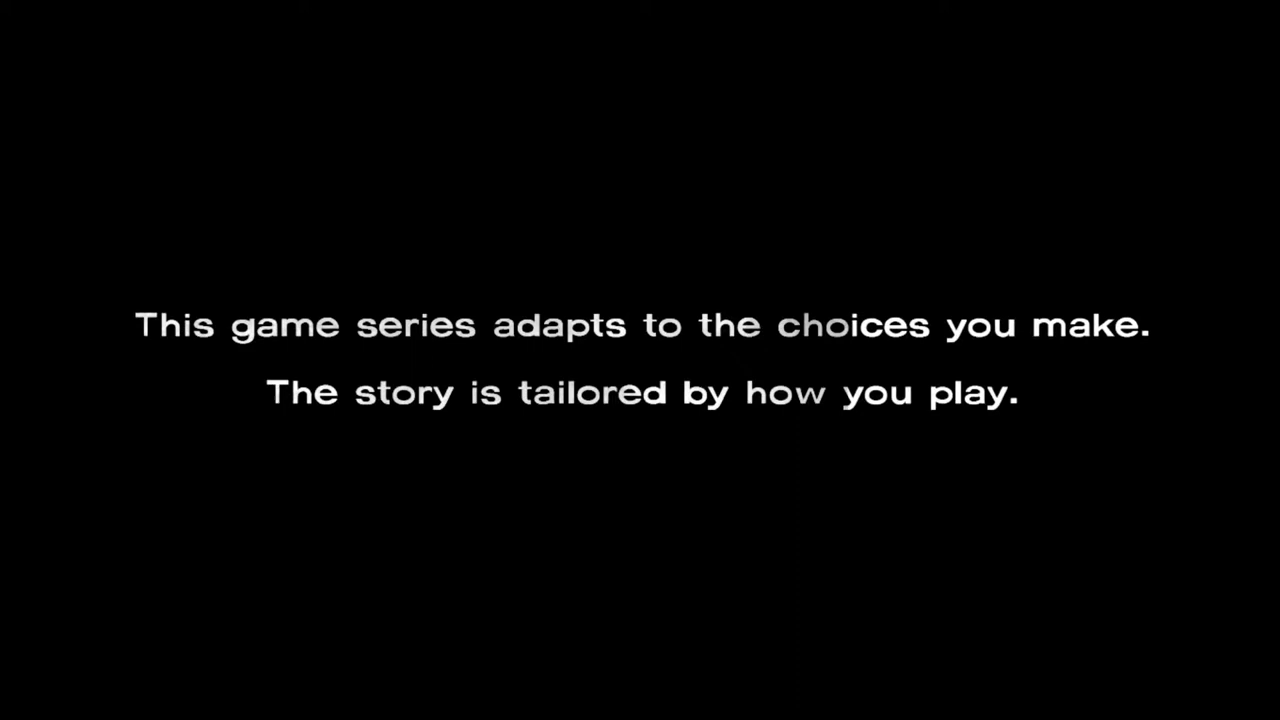 This game series adapts to the choices you make.
The story is tailored by how you play.